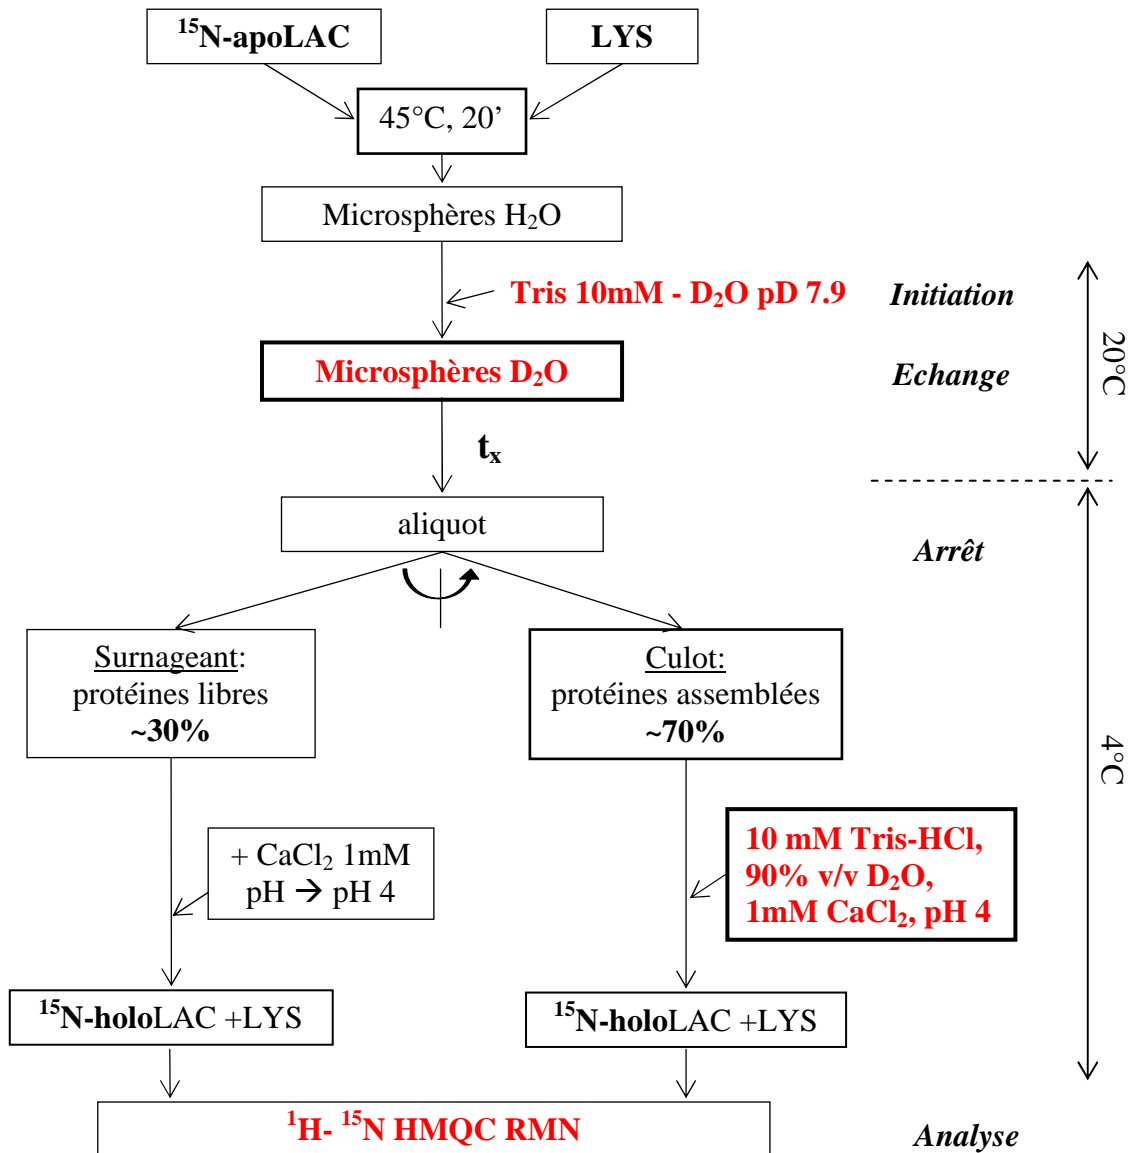 ¹⁵N-apoLAC
LYS
45°C, 20’
Microsphères H₂O
Tris 10mM - D₂O pD 7.9
Initiation
Microsphères D₂O
Echange
20°C
tₓ
aliquot
Arrêt
Surnageant:
protéines libres
~30%
Culot:
protéines assemblées
~70%
4°C
+ CaCl₂ 1mM
pH → pH 4
10 mM Tris-HCl,
90% v/v D₂O,
1mM CaCl₂, pH 4
¹⁵N-holoLAC +LYS
¹⁵N-holoLAC +LYS
¹H- ¹⁵N HMQC RMN
Analyse